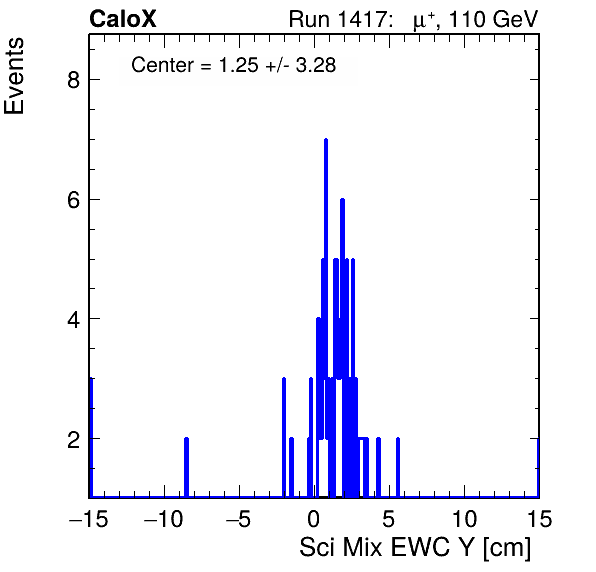 CaloX Run 1417: μ⁺, 110 GeV
Center = 1.25 +/- 3.28
Events
8
6
4
2
−15 −10 −5 0 5 10 15
Sci Mix EWC Y [cm]